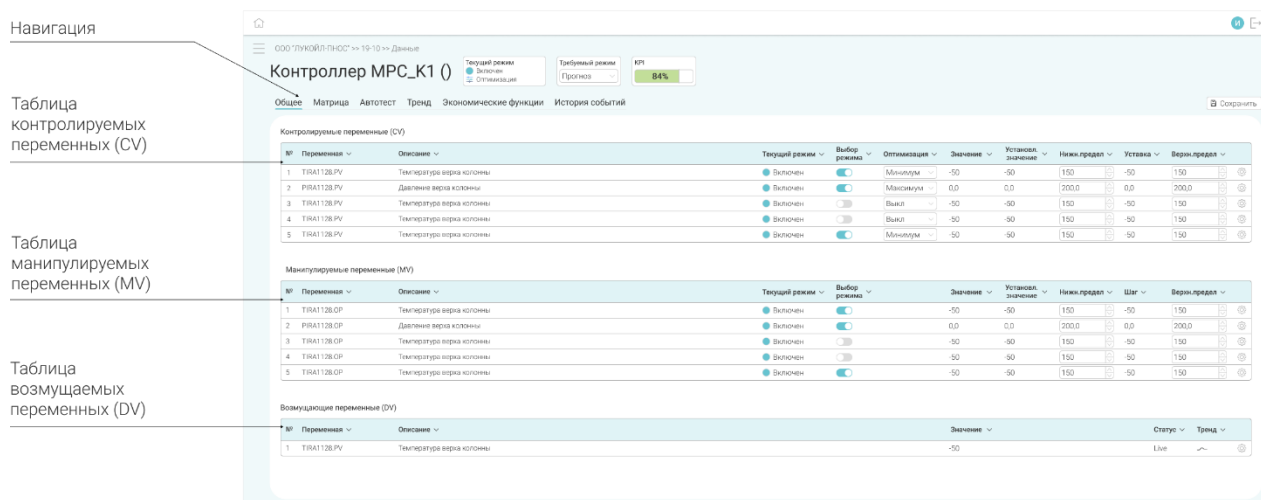 Навигация
Таблица
контролируемых
переменных (CV)
Таблица
манипулируемых
переменных (MV)
Таблица
возмущаемых
переменных (DV)
И
ООО "ЛУКОЙЛ-ПНОС" >> 19-10 >> Данные
Контроллер MPC_K1 ()
Текущий режим
Включен
Оптимизация
Требуемый режим
Прогноз
KPI
84%
Общее Матрица Автотест Тренд Экономические функции История событий
Сохранить
Контролируемые переменные (CV)
№ Переменная Описание Текущий режим Выбор режима Оптимизация Значение Установл. значение Нижн.предел Уставка Верхн.предел
1 TIRA1128.PV Температура верха колонны Включен Минимум -50 -50 150 -50 150
2 PIRA1128.PV Давление верха колонны Включен Максимум 0,0 0,0 200,0 0,0 200,0
3 TIRA1128.PV Температура верха колонны Включен Выкл -50 -50 150 -50 150
4 TIRA1128.PV Температура верха колонны Включен Выкл -50 -50 150 -50 150
5 TIRA1128.PV Температура верха колонны Включен Минимум -50 -50 150 -50 150
Манипулируемые переменные (MV)
№ Переменная Описание Текущий режим Выбор режима Значение Установл. значение Нижн.предел Шаг Верхн.предел
1 TIRA1128.OP Температура верха колонны Включен -50 -50 150 -50 150
2 PIRA1128.OP Давление верха колонны Включен 0,0 0,0 200,0 0,0 200,0
3 TIRA1128.OP Температура верха колонны Включен -50 -50 150 -50 150
4 TIRA1128.OP Температура верха колонны Включен -50 -50 150 -50 150
5 TIRA1128.OP Температура верха колонны Включен -50 -50 150 -50 150
Возмущающие переменные (DV)
№ Переменная Описание Значение Статус Тренд
1 TIRA1128.PV Температура верха колонны -50 Live